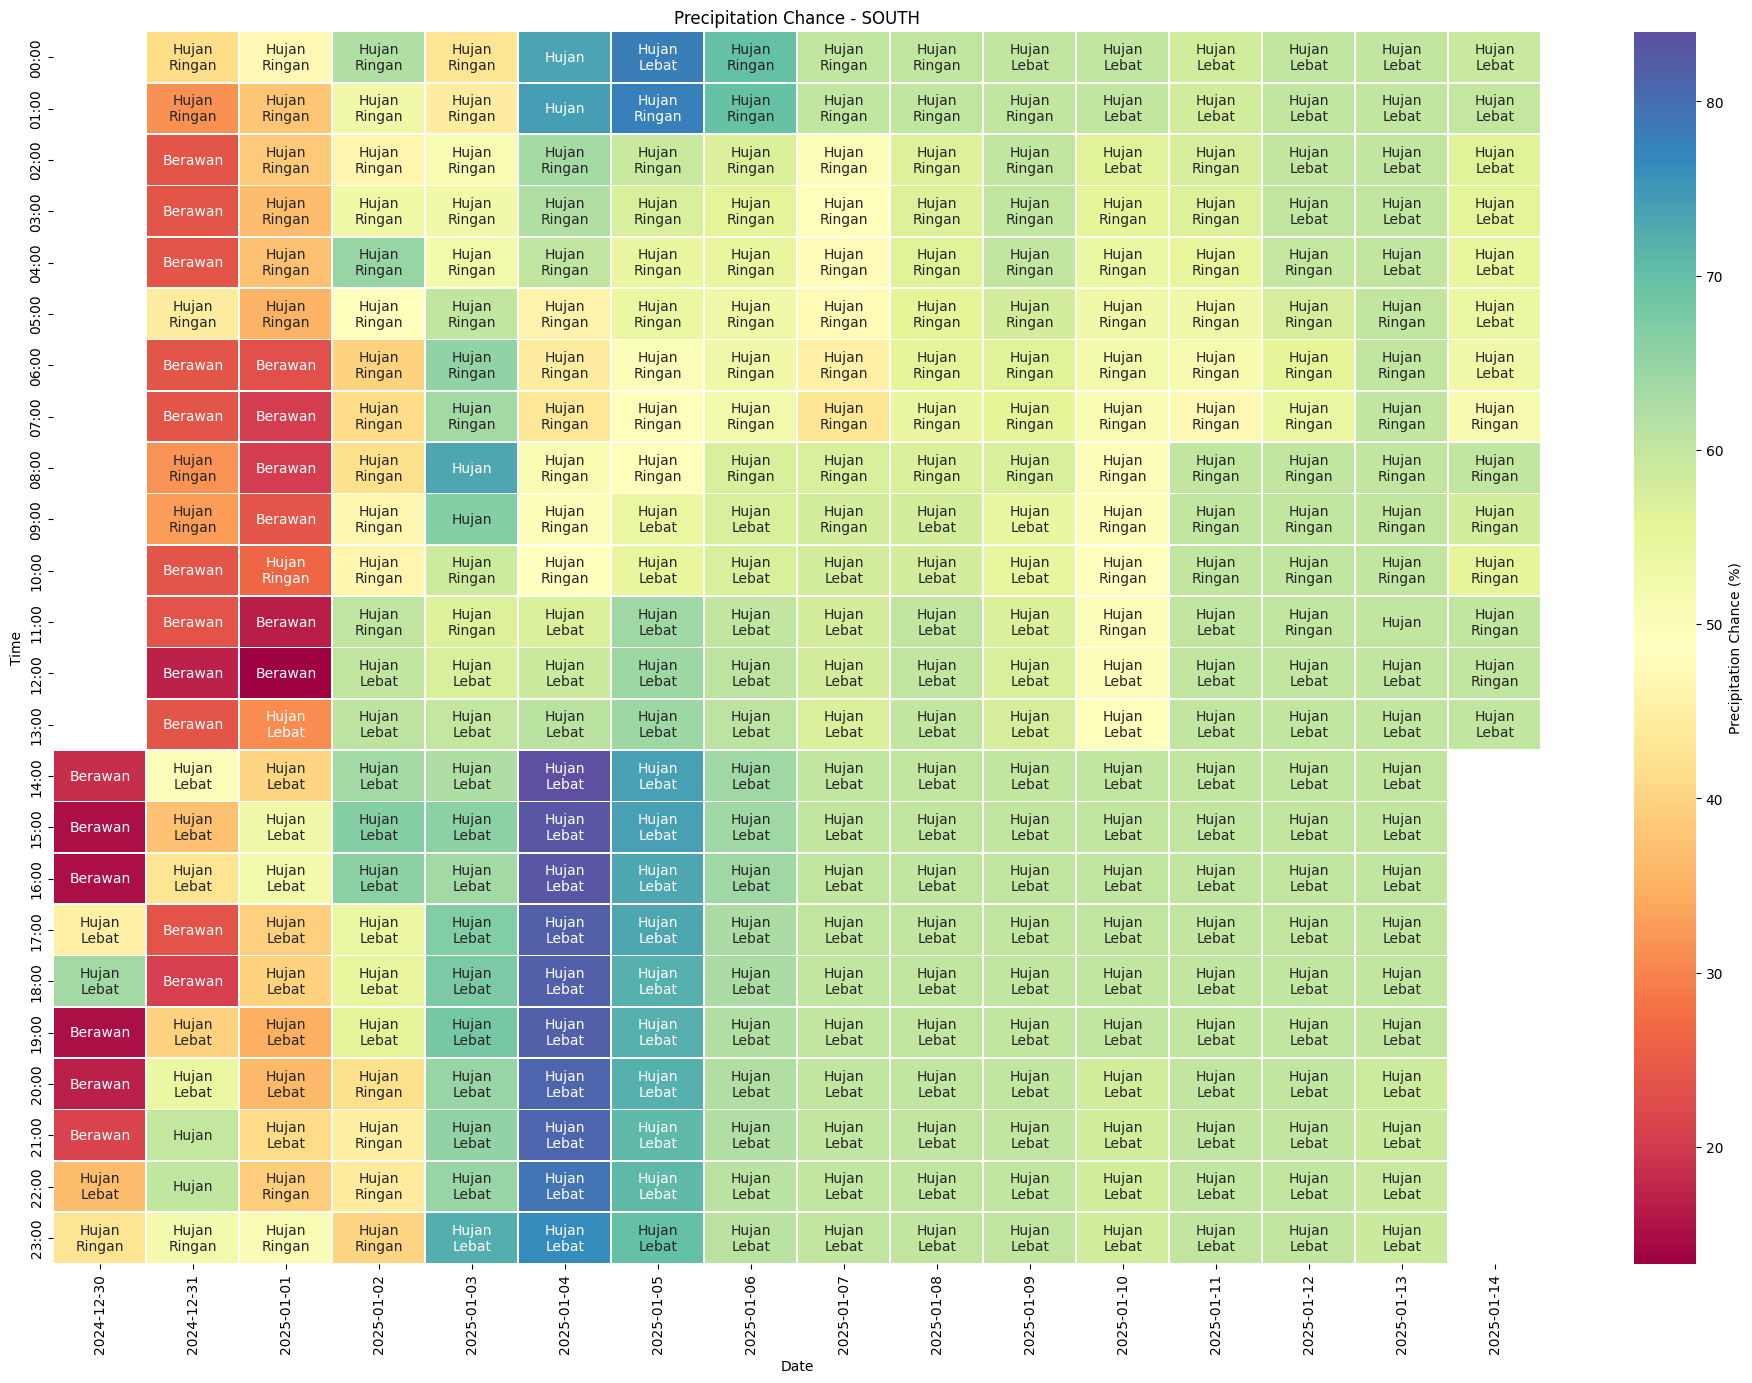 Precipitation Chance - SOUTH
00:00 Hujan Ringan Hujan Ringan Hujan Ringan Hujan Ringan Hujan Hujan Lebat Hujan Ringan Hujan Ringan Hujan Ringan Hujan Lebat Hujan Lebat Hujan Lebat Hujan Lebat Hujan Lebat Hujan Lebat
01:00 Hujan Ringan Hujan Ringan Hujan Ringan Hujan Ringan Hujan Hujan Ringan Hujan Ringan Hujan Ringan Hujan Ringan Hujan Ringan Hujan Lebat Hujan Lebat Hujan Lebat Hujan Lebat Hujan Lebat
02:00 Berawan Hujan Ringan Hujan Ringan Hujan Ringan Hujan Ringan Hujan Ringan Hujan Ringan Hujan Ringan Hujan Ringan Hujan Ringan Hujan Lebat Hujan Ringan Hujan Lebat Hujan Lebat Hujan Lebat
03:00 Berawan Hujan Ringan Hujan Ringan Hujan Ringan Hujan Ringan Hujan Ringan Hujan Ringan Hujan Ringan Hujan Ringan Hujan Ringan Hujan Ringan Hujan Ringan Hujan Lebat Hujan Lebat Hujan Lebat
04:00 Berawan Hujan Ringan Hujan Ringan Hujan Ringan Hujan Ringan Hujan Ringan Hujan Ringan Hujan Ringan Hujan Ringan Hujan Ringan Hujan Ringan Hujan Ringan Hujan Ringan Hujan Lebat Hujan Lebat
05:00 Hujan Ringan Hujan Ringan Hujan Ringan Hujan Ringan Hujan Ringan Hujan Ringan Hujan Ringan Hujan Ringan Hujan Ringan Hujan Ringan Hujan Ringan Hujan Ringan Hujan Ringan Hujan Ringan Hujan Lebat
06:00 Berawan Berawan Hujan Ringan Hujan Ringan Hujan Ringan Hujan Ringan Hujan Ringan Hujan Ringan Hujan Ringan Hujan Ringan Hujan Ringan Hujan Ringan Hujan Ringan Hujan Ringan Hujan Lebat
07:00 Berawan Berawan Hujan Ringan Hujan Ringan Hujan Ringan Hujan Ringan Hujan Ringan Hujan Ringan Hujan Ringan Hujan Ringan Hujan Ringan Hujan Ringan Hujan Ringan Hujan Ringan Hujan Ringan
08:00 Hujan Ringan Berawan Hujan Ringan Hujan Hujan Ringan Hujan Ringan Hujan Ringan Hujan Ringan Hujan Ringan Hujan Ringan Hujan Ringan Hujan Ringan Hujan Ringan Hujan Ringan Hujan Ringan
09:00 Hujan Ringan Berawan Hujan Ringan Hujan Hujan Ringan Hujan Lebat Hujan Lebat Hujan Ringan Hujan Lebat Hujan Lebat Hujan Ringan Hujan Ringan Hujan Ringan Hujan Ringan Hujan Ringan
10:00 Berawan Hujan Ringan Hujan Ringan Hujan Ringan Hujan Ringan Hujan Lebat Hujan Lebat Hujan Lebat Hujan Lebat Hujan Lebat Hujan Ringan Hujan Ringan Hujan Ringan Hujan Ringan Hujan Ringan
11:00 Berawan Berawan Hujan Ringan Hujan Ringan Hujan Lebat Hujan Lebat Hujan Lebat Hujan Lebat Hujan Lebat Hujan Lebat Hujan Ringan Hujan Lebat Hujan Ringan Hujan Hujan Ringan
12:00 Berawan Berawan Hujan Lebat Hujan Lebat Hujan Lebat Hujan Lebat Hujan Lebat Hujan Lebat Hujan Lebat Hujan Lebat Hujan Lebat Hujan Lebat Hujan Lebat Hujan Lebat Hujan Ringan
13:00 Berawan Hujan Lebat Hujan Lebat Hujan Lebat Hujan Lebat Hujan Lebat Hujan Lebat Hujan Lebat Hujan Lebat Hujan Lebat Hujan Lebat Hujan Lebat Hujan Lebat Hujan Lebat Hujan Lebat
14:00 Berawan Hujan Lebat Hujan Lebat Hujan Lebat Hujan Lebat Hujan Lebat Hujan Lebat Hujan Lebat Hujan Lebat Hujan Lebat Hujan Lebat Hujan Lebat Hujan Lebat Hujan Lebat Hujan Lebat
15:00 Berawan Hujan Lebat Hujan Lebat Hujan Lebat Hujan Lebat Hujan Lebat Hujan Lebat Hujan Lebat Hujan Lebat Hujan Lebat Hujan Lebat Hujan Lebat Hujan Lebat Hujan Lebat Hujan Lebat
16:00 Berawan Hujan Lebat Hujan Lebat Hujan Lebat Hujan Lebat Hujan Lebat Hujan Lebat Hujan Lebat Hujan Lebat Hujan Lebat Hujan Lebat Hujan Lebat Hujan Lebat Hujan Lebat Hujan Lebat
17:00 Hujan Lebat Berawan Hujan Lebat Hujan Lebat Hujan Lebat Hujan Lebat Hujan Lebat Hujan Lebat Hujan Lebat Hujan Lebat Hujan Lebat Hujan Lebat Hujan Lebat Hujan Lebat Hujan Lebat
18:00 Hujan Lebat Berawan Hujan Lebat Hujan Lebat Hujan Lebat Hujan Lebat Hujan Lebat Hujan Lebat Hujan Lebat Hujan Lebat Hujan Lebat Hujan Lebat Hujan Lebat Hujan Lebat Hujan Lebat
19:00 Berawan Hujan Lebat Hujan Lebat Hujan Lebat Hujan Lebat Hujan Lebat Hujan Lebat Hujan Lebat Hujan Lebat Hujan Lebat Hujan Lebat Hujan Lebat Hujan Lebat Hujan Lebat Hujan Lebat
20:00 Berawan Hujan Lebat Hujan Lebat Hujan Ringan Hujan Lebat Hujan Lebat Hujan Lebat Hujan Lebat Hujan Lebat Hujan Lebat Hujan Lebat Hujan Lebat Hujan Lebat Hujan Lebat Hujan Lebat
21:00 Berawan Hujan Hujan Lebat Hujan Ringan Hujan Lebat Hujan Lebat Hujan Lebat Hujan Lebat Hujan Lebat Hujan Lebat Hujan Lebat Hujan Lebat Hujan Lebat Hujan Lebat Hujan Lebat
22:00 Hujan Lebat Hujan Hujan Ringan Hujan Ringan Hujan Lebat Hujan Lebat Hujan Lebat Hujan Lebat Hujan Lebat Hujan Lebat Hujan Lebat Hujan Lebat Hujan Lebat Hujan Lebat Hujan Lebat
23:00 Hujan Ringan Hujan Ringan Hujan Ringan Hujan Ringan Hujan Lebat Hujan Lebat Hujan Lebat Hujan Lebat Hujan Lebat Hujan Lebat Hujan Lebat Hujan Lebat Hujan Lebat Hujan Lebat Hujan Lebat
Time
2024-12-30 2024-12-31 2025-01-01 2025-01-02 2025-01-03 2025-01-04 2025-01-05 2025-01-06 2025-01-07 2025-01-08 2025-01-09 2025-01-10 2025-01-11 2025-01-12 2025-01-13 2025-01-14
Date
80
70
60
50
40
30
20
Precipitation Chance (%)